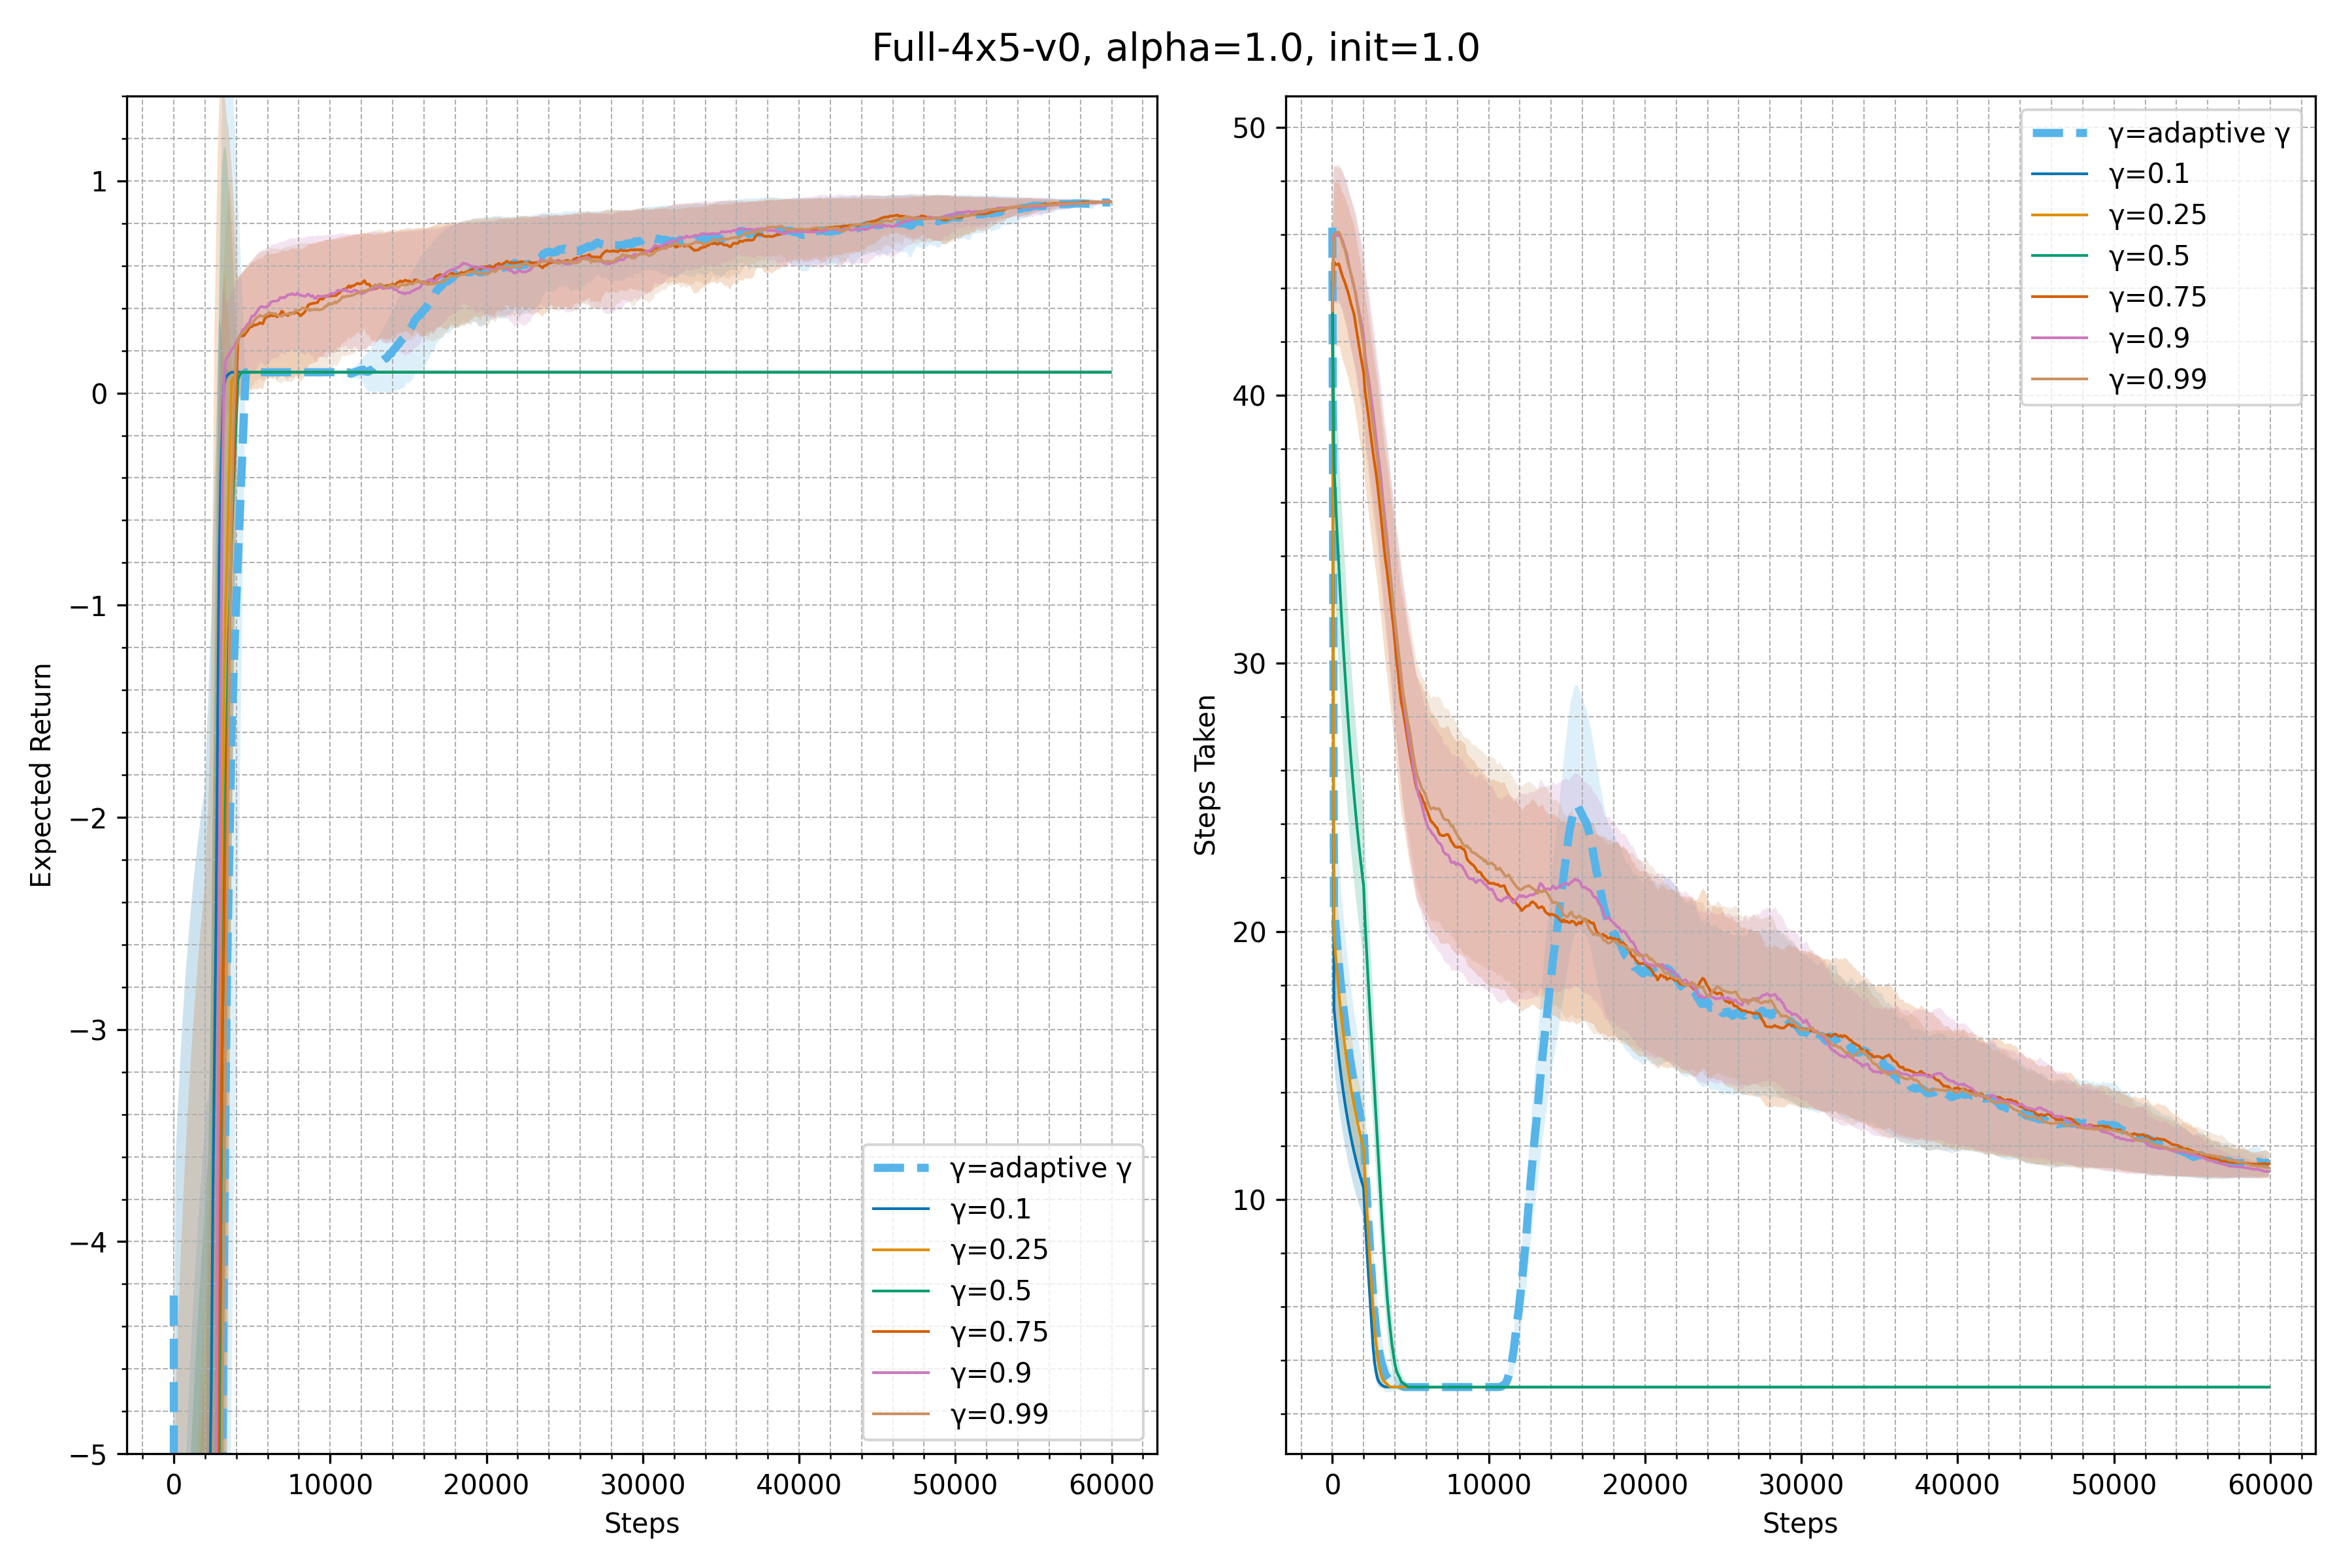 Full-4x5-v0, alpha=1.0, init=1.0
Expected Return
1
0
−1
−2
−3
−4
−5
γ=adaptive γ
γ=0.1
γ=0.25
γ=0.5
γ=0.75
γ=0.9
γ=0.99
0 10000 20000 30000 40000 50000 60000
Steps
Steps Taken
50
40
30
20
10
γ=adaptive γ
γ=0.1
γ=0.25
γ=0.5
γ=0.75
γ=0.9
γ=0.99
0 10000 20000 30000 40000 50000 60000
Steps